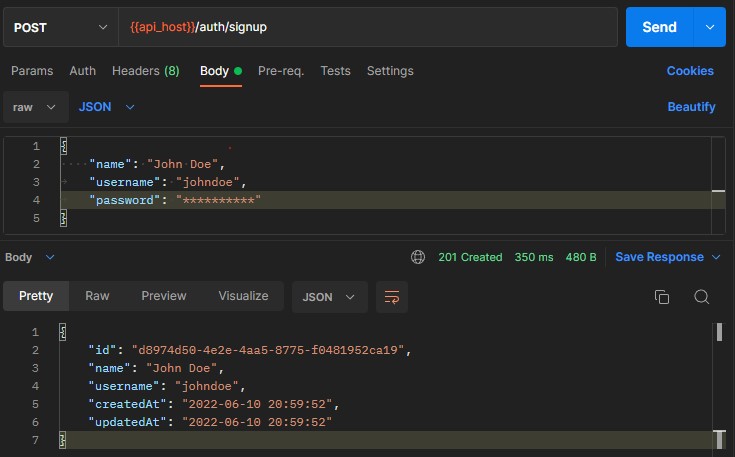 POST {{api_host}}/auth/signup Send
Params Auth Headers (8) Body Pre-req. Tests Settings Cookies
raw JSON Beautify
1 {
2 "name": "John Doe",
3 "username": "johndoe",
4 "password": "**********"
5 }
Body 201 Created 350 ms 480 B Save Response
Pretty Raw Preview Visualize JSON
1 {
2 "id": "d8974d50-4e2e-4aa5-8775-f0481952ca19",
3 "name": "John Doe",
4 "username": "johndoe",
5 "createdAt": "2022-06-10 20:59:52",
6 "updatedAt": "2022-06-10 20:59:52"
7 }